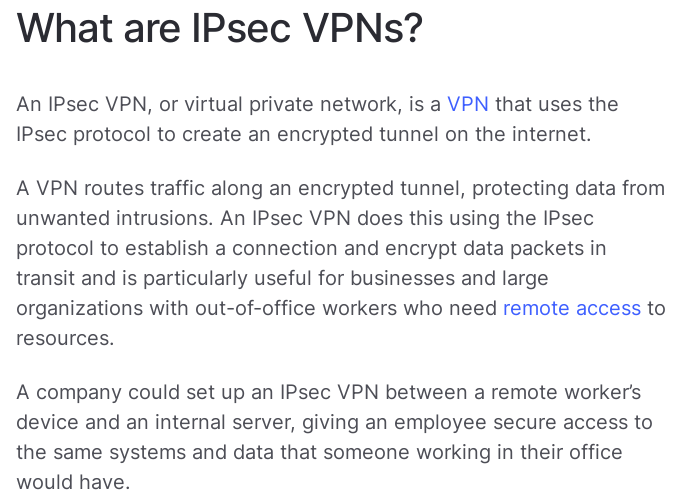 What are IPsec VPNs?
An IPsec VPN, or virtual private network, is a VPN that uses the
IPsec protocol to create an encrypted tunnel on the internet.
A VPN routes traffic along an encrypted tunnel, protecting data from
unwanted intrusions. An IPsec VPN does this using the IPsec
protocol to establish a connection and encrypt data packets in
transit and is particularly useful for businesses and large
organizations with out-of-office workers who need remote access to
resources.
A company could set up an IPsec VPN between a remote worker’s
device and an internal server, giving an employee secure access to
the same systems and data that someone working in their office
would have.